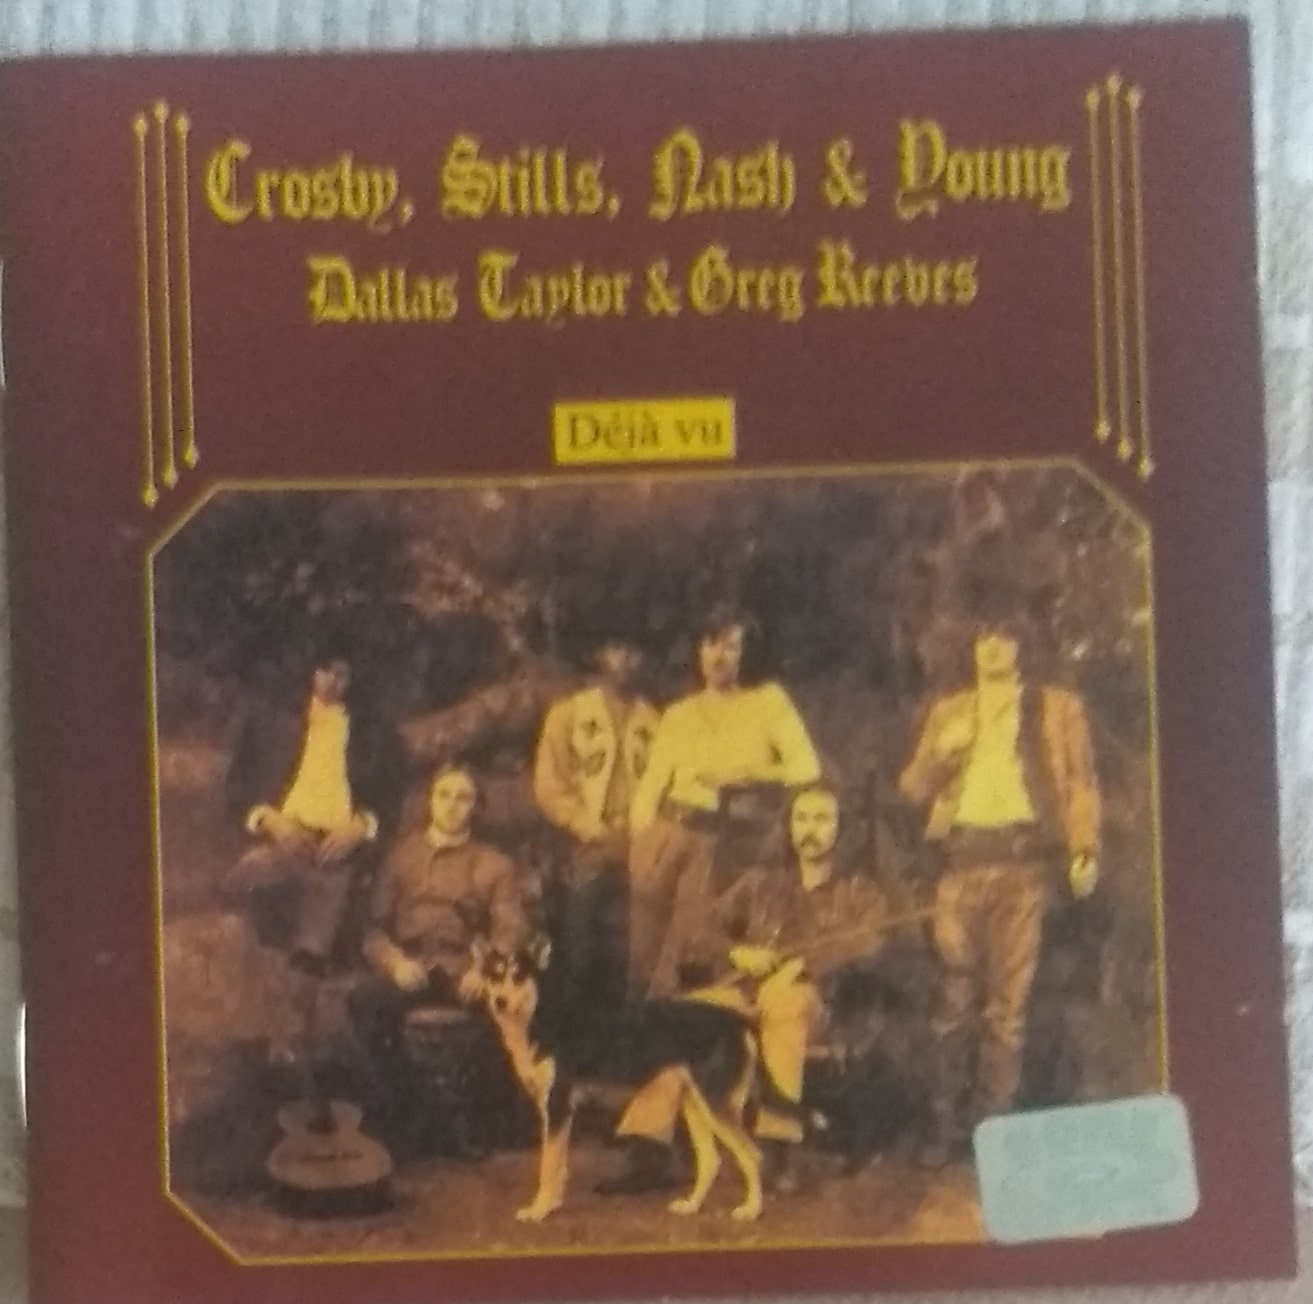 Crosby, Stills, Nash & Young
Dallas Taylor & Greg Reeves
Déjà vu